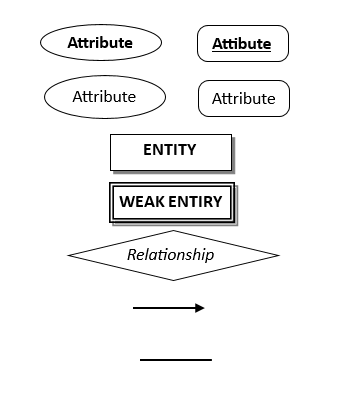 Attribute
Attibute
Attribute
Attribute
ENTITY
WEAK ENTIRY
Relationship